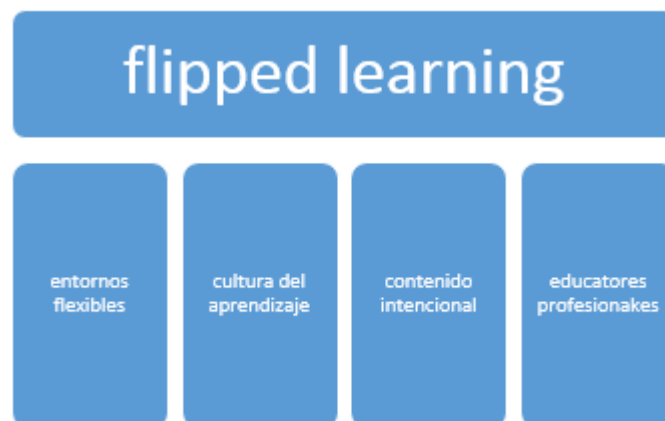 flipped learning
entornos
flexibles
cultura del
aprendizaje
contenido
intencional
educatores
profesionakes